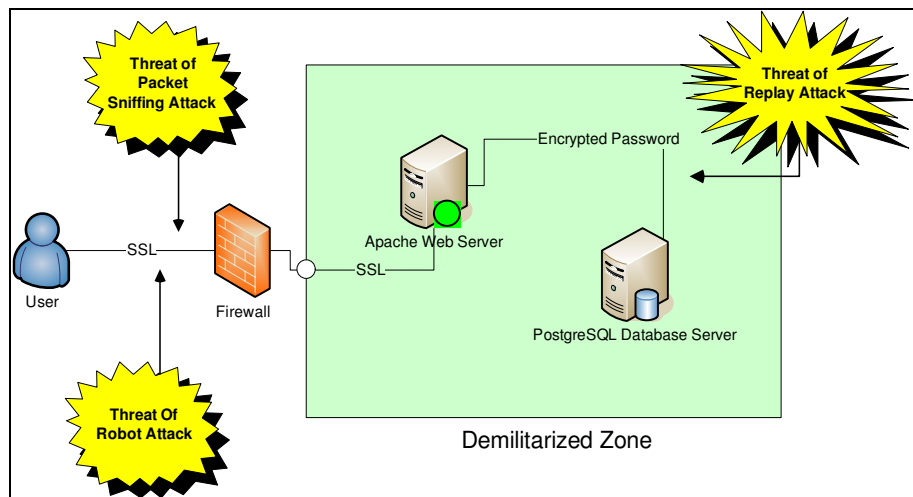 Threat of
Packet
Sniffing Attack
Threat of
Replay Attack
Encrypted Password
Apache Web Server
SSL
SSL
User
Firewall
PostgreSQL Database Server
Threat Of
Robot Attack
Demilitarized Zone